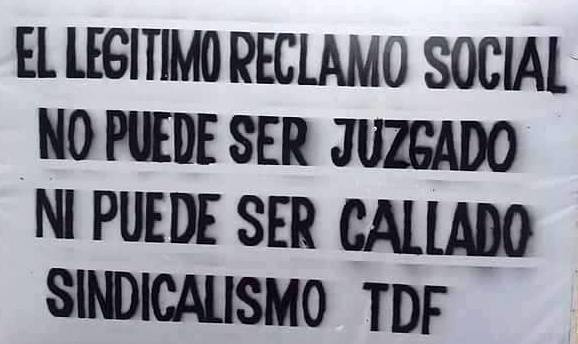 EL LEGITIMO RECLAMO SOCIAL
NO PUEDE SER JUZGADO
NI PUEDE SER CALLADO
SINDICALISMO TDF